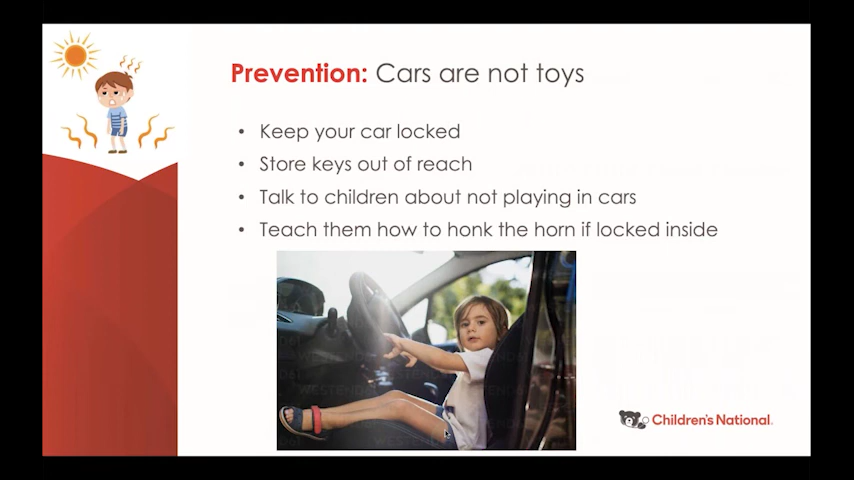 Prevention: Cars are not toys
• Keep your car locked
• Store keys out of reach
• Talk to children about not playing in cars
• Teach them how to honk the horn if locked inside
Children's National